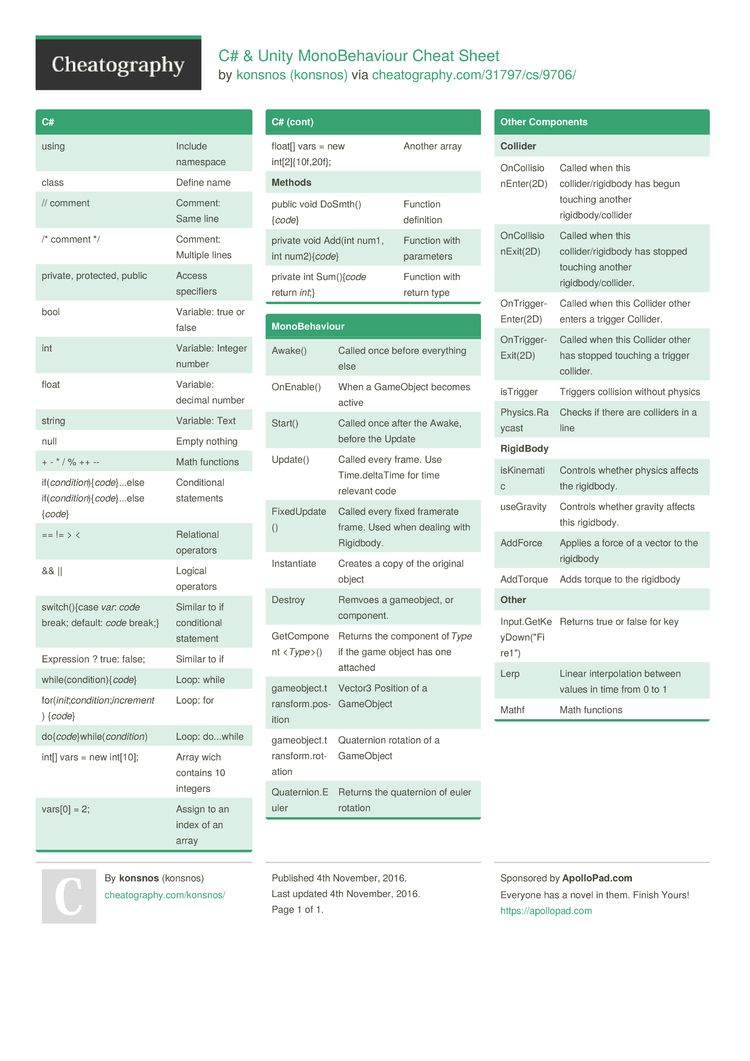 Cheatography
C# & Unity MonoBehaviour Cheat Sheet
by konsnos (konsnos) via cheatography.com/31797/cs/9706/
C#
using
Include
namespace
class
Define name
// comment
Comment:
Same line
/* comment */
Comment:
Multiple lines
private, protected, public
Access
specifiers
bool
Variable: true or
false
int
Variable: Integer
number
float
Variable:
decimal number
string
Variable: Text
null
Empty nothing
+ - * / % ++ --
Math functions
if(condition){code}...else
if(condition){code}...else
{code}
Conditional
statements
== != > <
Relational
operators
&& ||
Logical
operators
switch(){case var: code
break; default: code break;}
Similar to if
conditional
statement
Expression ? true: false;
Similar to if
while(condition){code}
Loop: while
for(init;condition;increment
) {code}
Loop: for
do{code}while(condition)
Loop: do...while
int[] vars = new int[10];
Array wich
contains 10
integers
vars[0] = 2;
Assign to an
index of an
array
C# (cont)
float[] vars = new
int[2]{10f,20f};
Another array
Methods
public void DoSmth()
{code}
Function
definition
private void Add(int num1,
int num2){code}
Function with
parameters
private int Sum(){code
return int;}
Function with
return type
MonoBehaviour
Awake()
Called once before everything
else
OnEnable()
When a GameObject becomes
active
Start()
Called once after the Awake,
before the Update
Update()
Called every frame. Use
Time.deltaTime for time
relevant code
FixedUpdate
()
Called every fixed framerate
frame. Used when dealing with
Rigidbody.
Instantiate
Creates a copy of the original
object
Destroy
Remvoes a gameobject, or
component.
GetCompone
nt <Type>()
Returns the component of Type
if the game object has one
attached
gameobject.t
ransform.pos-
ition
Vector3 Position of a
GameObject
gameobject.t
ransform.rot-
ation
Quaternion rotation of a
GameObject
Quaternion.E
uler
Returns the quaternion of euler
rotation
Other Components
Collider
OnCollisio
nEnter(2D)
Called when this
collider/rigidbody has begun
touching another
rigidbody/collider
OnCollisio
nExit(2D)
Called when this
collider/rigidbody has stopped
touching another
rigidbody/collider.
OnTrigger-
Enter(2D)
Called when this Collider other
enters a trigger Collider.
OnTrigger-
Exit(2D)
Called when this Collider other
has stopped touching a trigger
collider.
isTrigger
Triggers collision without physics
Physics.Ra
ycast
Checks if there are colliders in a
line
RigidBody
isKinemati
c
Controls whether physics affects
the rigidbody.
useGravity
Controls whether gravity affects
this rigidbody.
AddForce
Applies a force of a vector to the
rigidbody
AddTorque
Adds torque to the rigidbody
Other
Input.GetKe
yDown("Fi
re1")
Returns true or false for key
Lerp
Linear interpolation between
values in time from 0 to 1
Mathf
Math functions
C
By konsnos (konsnos)
cheatography.com/konsnos/
Published 4th November, 2016.
Last updated 4th November, 2016.
Page 1 of 1.
Sponsored by ApolloPad.com
Everyone has a novel in them. Finish Yours!
https://apollopad.com